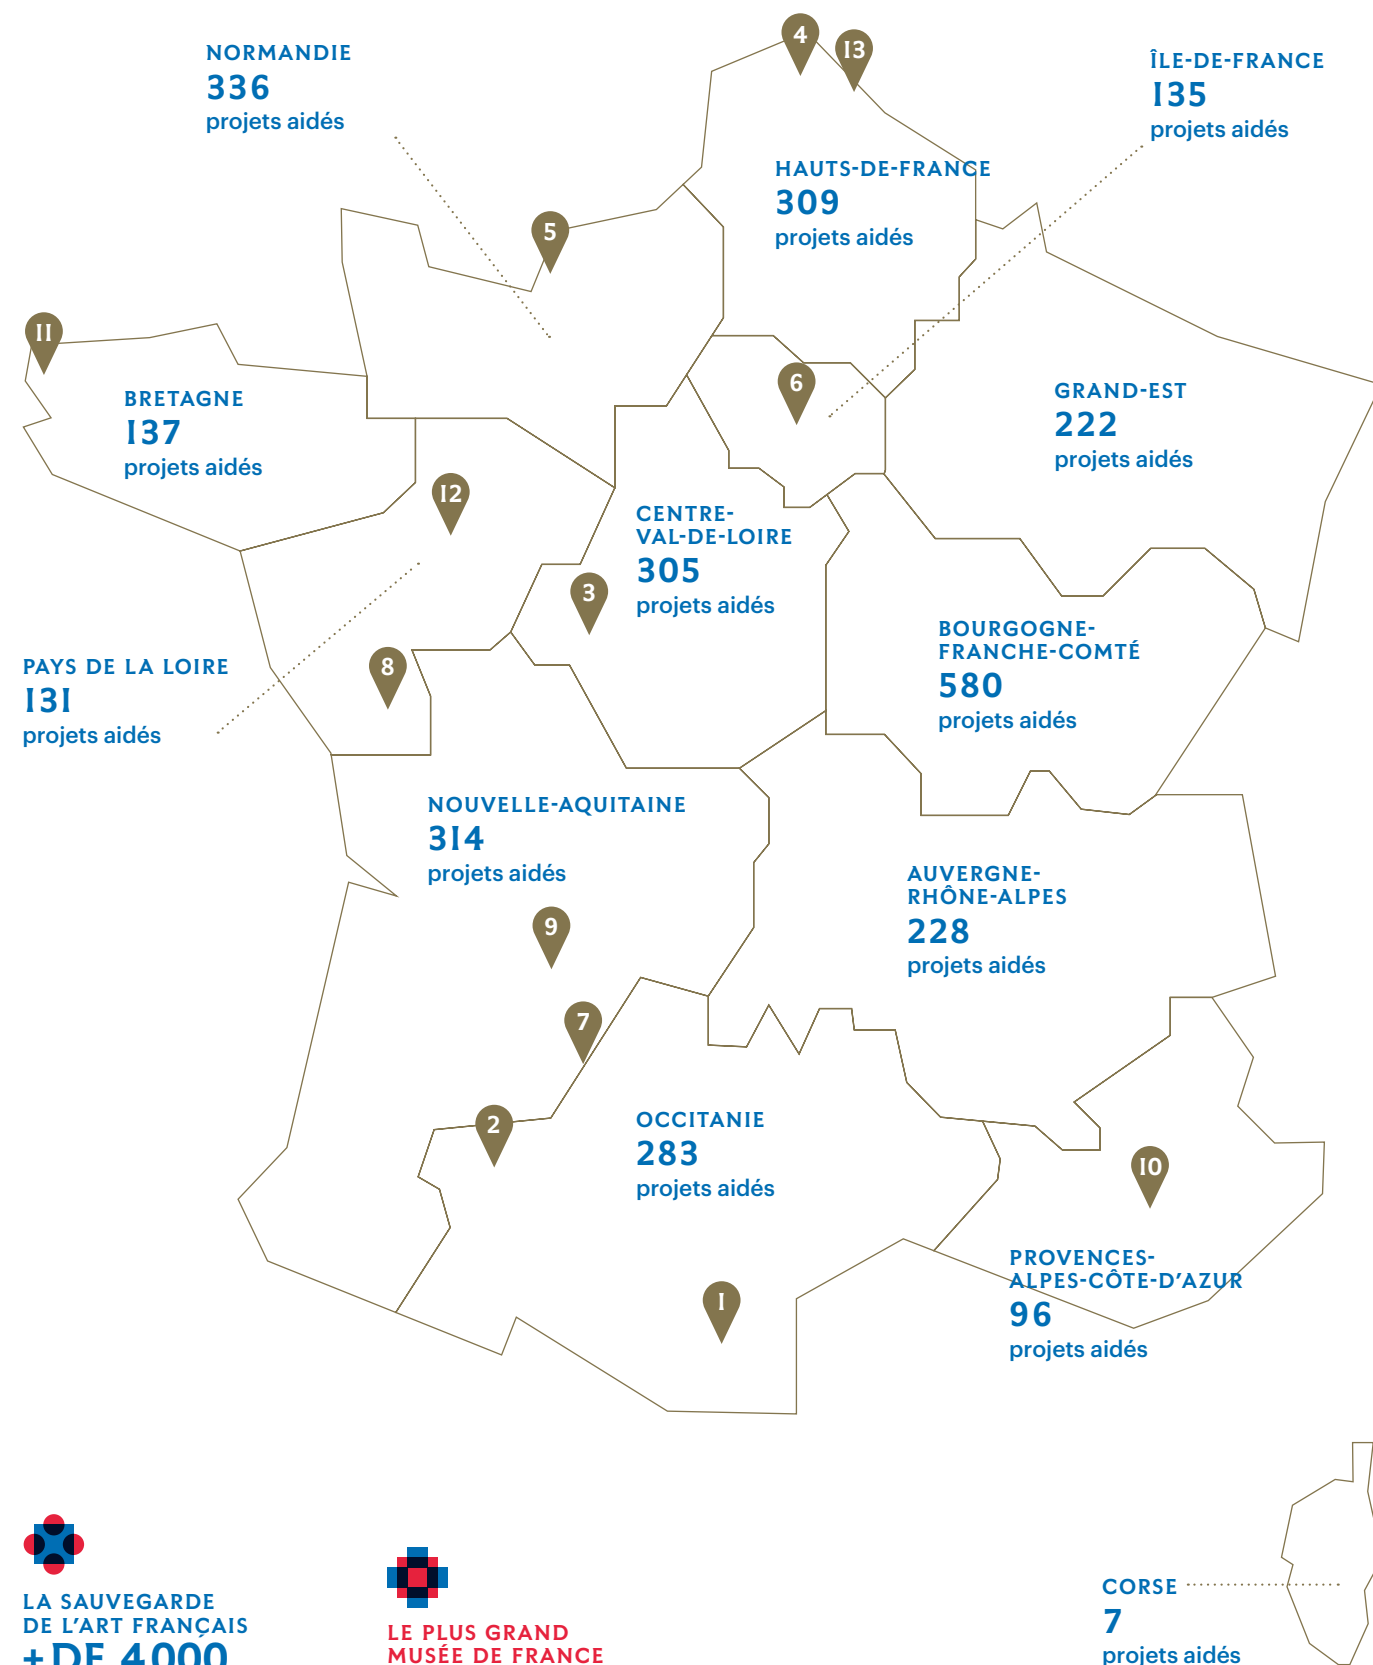 4
13
NORMANDIE
336
projets aidés
ÎLE-DE-FRANCE
135
projets aidés
HAUTS-DE-FRANCE
309
projets aidés
5
11
BRETAGNE
137
projets aidés
6
GRAND-EST
222
projets aidés
12
CENTRE-
VAL-DE-LOIRE
305
projets aidés
3
BOURGOGNE-
FRANCHE-COMTÉ
580
projets aidés
PAYS DE LA LOIRE
131
projets aidés
8
NOUVELLE-AQUITAINE
314
projets aidés
AUVERGNE-
RHÔNE-ALPES
228
projets aidés
9
7
2
OCCITANIE
283
projets aidés
10
PROVENCES-
ALPES-CÔTE-D'AZUR
96
projets aidés
1
LA SAUVEGARDE
DE L'ART FRANÇAIS
+ DE 4000
LE PLUS GRAND
MUSÉE DE FRANCE
CORSE
7
projets aidés